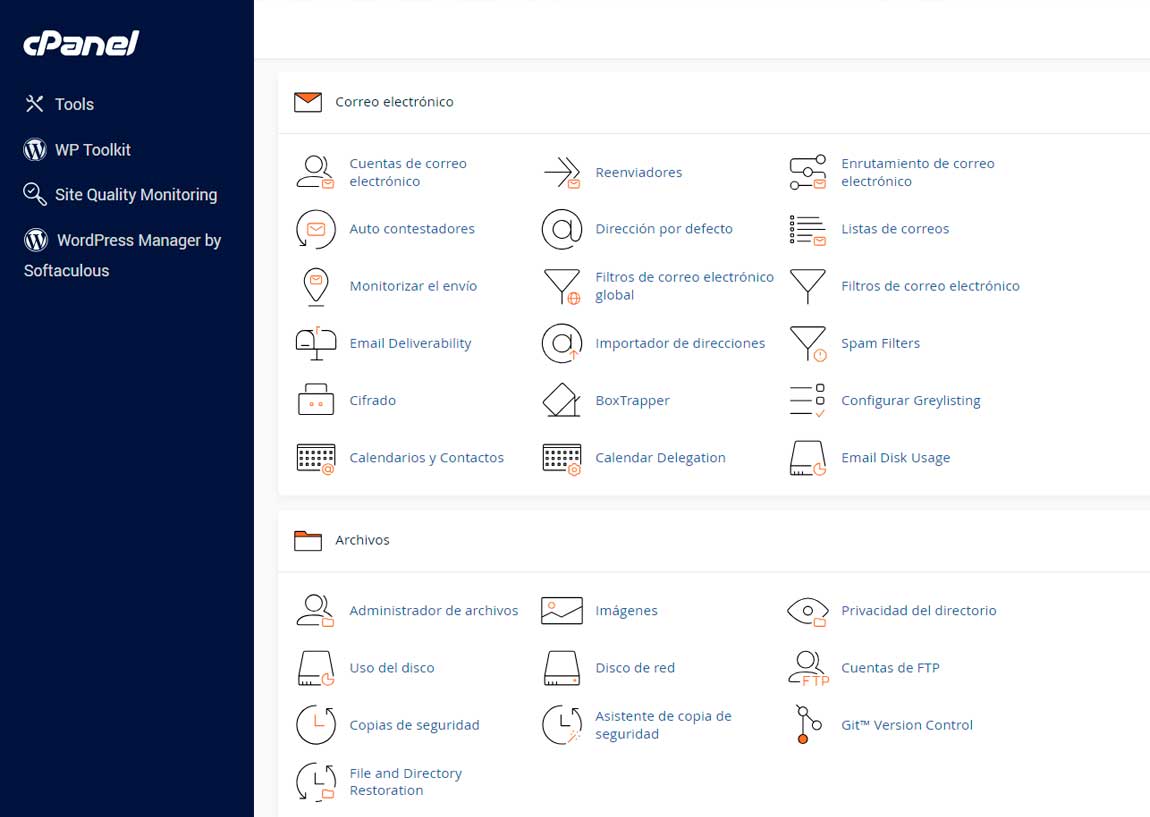 cPanel
Tools
WP Toolkit
Site Quality Monitoring
WordPress Manager by
Softaculous
Correo electrónico
Cuentas de correo
electrónico
Reenviadores
Enrutamiento de correo
electrónico
Auto contestadores
Dirección por defecto
Listas de correos
Monitorizar el envío
Filtros de correo electrónico
global
Filtros de correo electrónico
Email Deliverability
Importador de direcciones
Spam Filters
Cifrado
BoxTrapper
Configurar Greylisting
Calendarios y Contactos
Calendar Delegation
Email Disk Usage
Archivos
Administrador de archivos
Imágenes
Privacidad del directorio
Uso del disco
Disco de red
FTP
Cuentas de FTP
Copias de seguridad
Asistente de copia de
seguridad
Git™ Version Control
File and Directory
Restoration